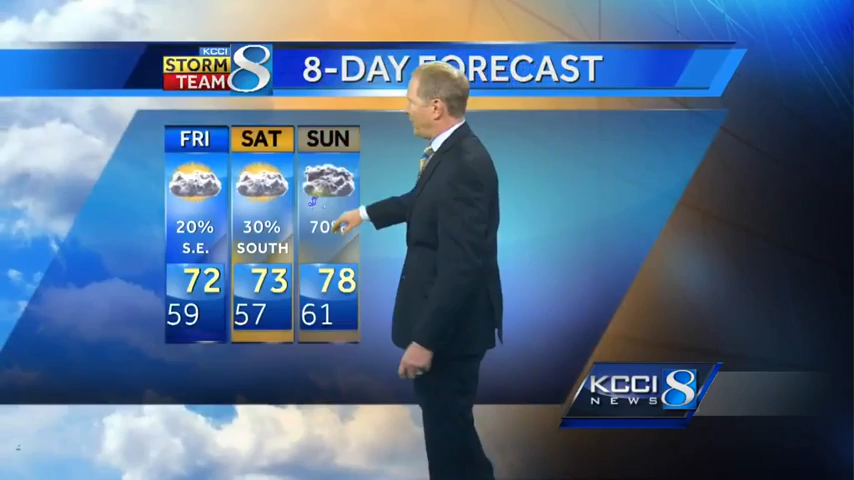 KCCI
STORM
TEAM 8
8-DAY FORECAST
FRI SAT SUN
20% 30% 70%
S.E. SOUTH
72 73 78
59 57 61
KCCI 8
NEWS